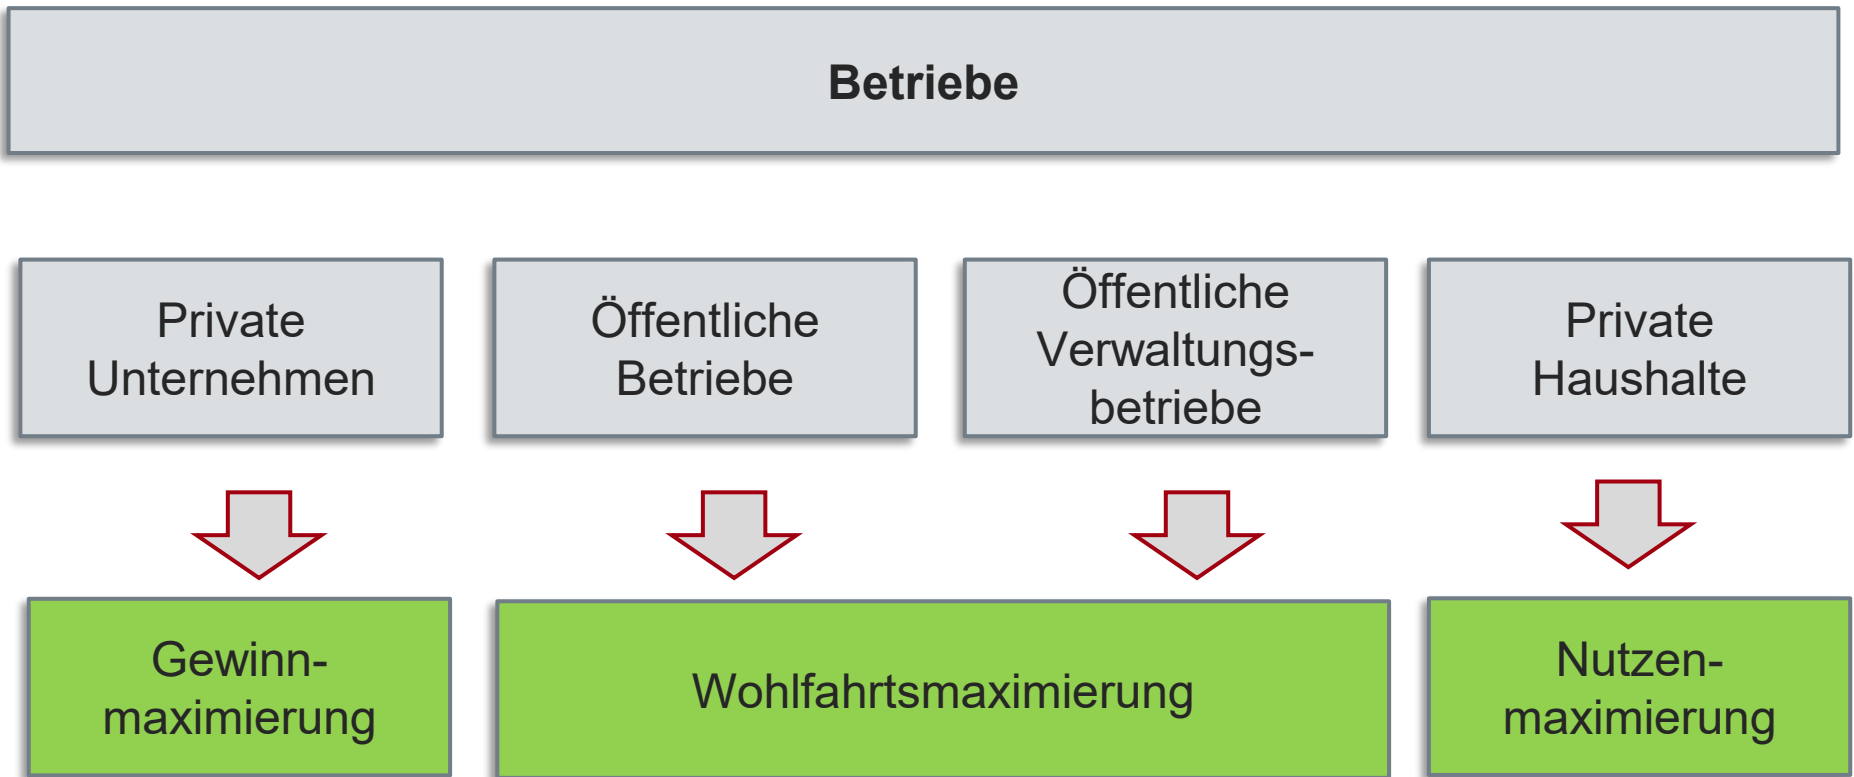 Betriebe
Private
Unternehmen
Öffentliche
Betriebe
Öffentliche
Verwaltungs-
betriebe
Private
Haushalte
Gewinn-
maximierung
Wohlfahrtsmaximierung
Nutzen-
maximierung